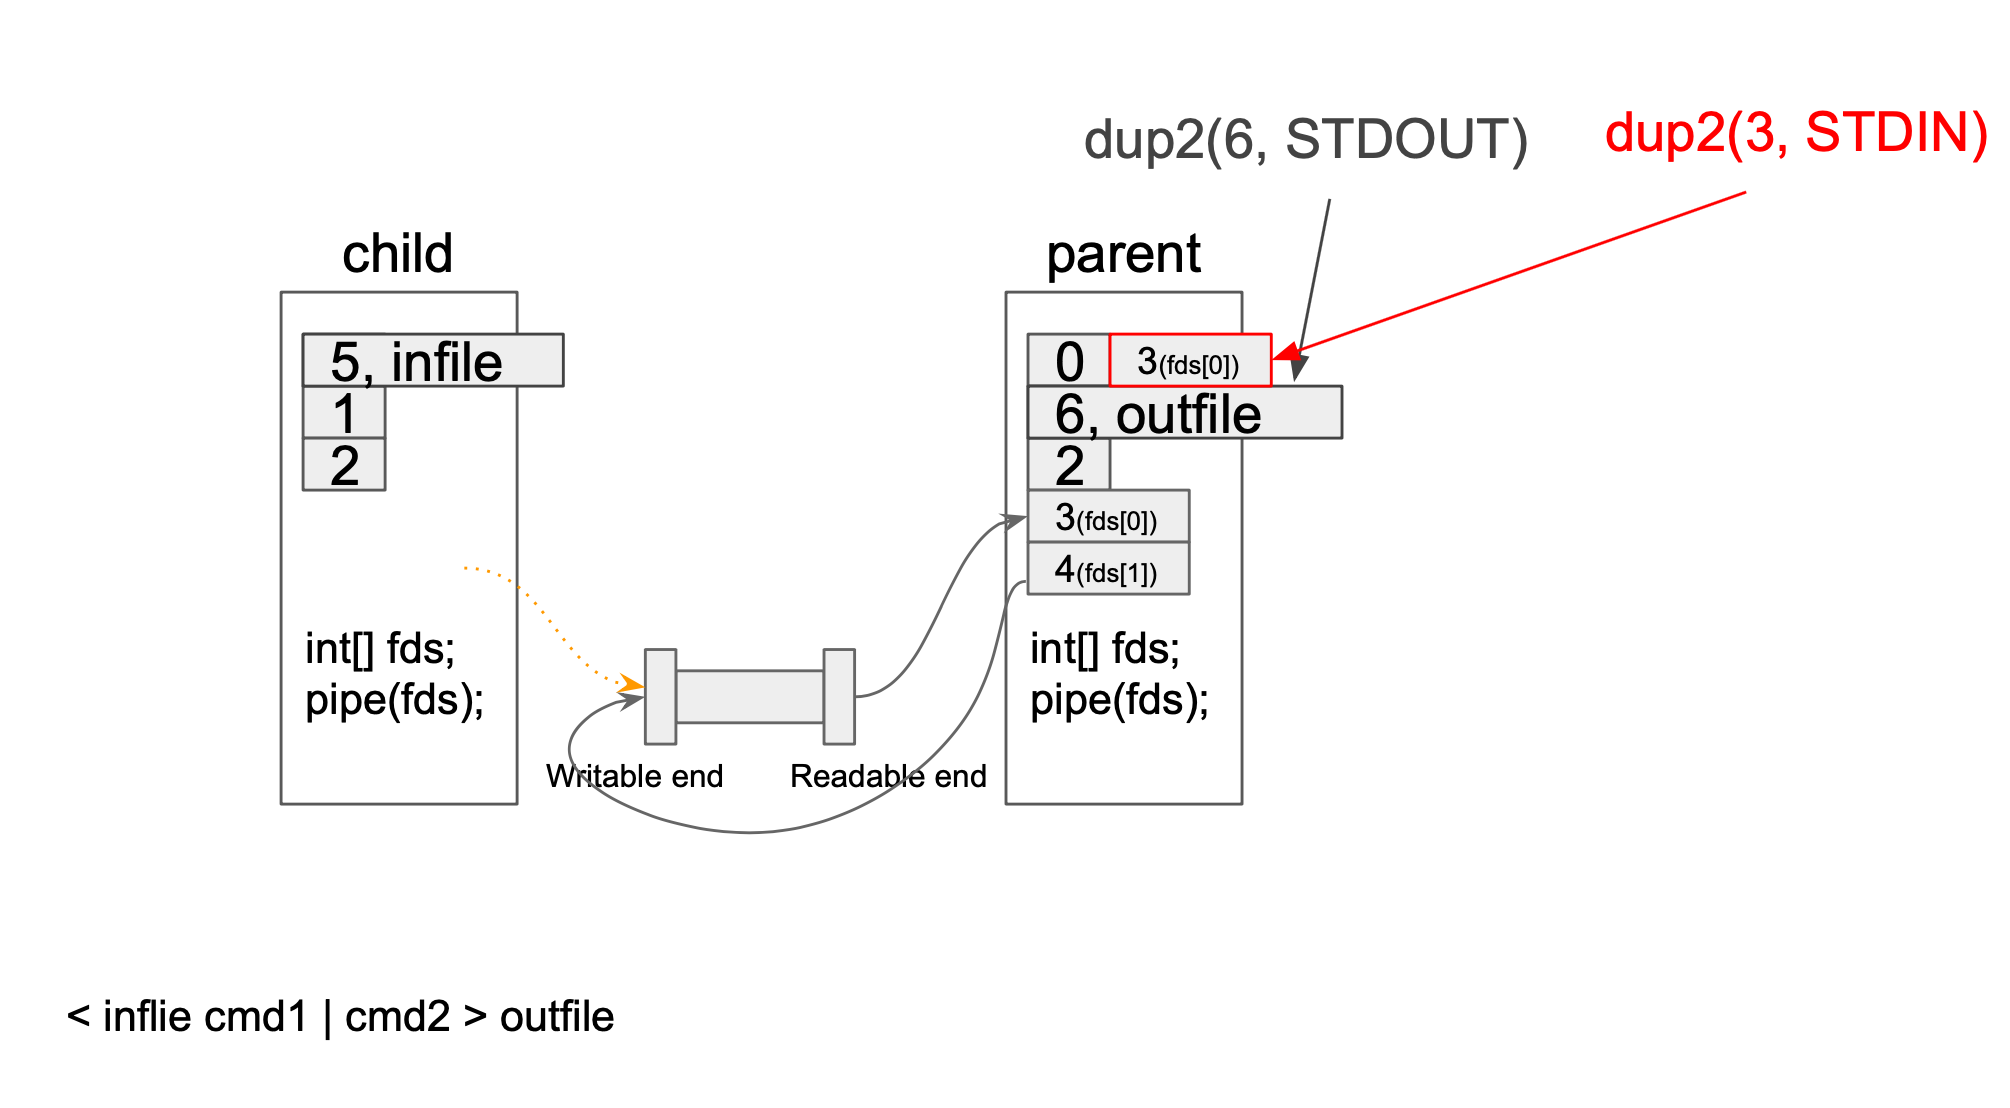 dup2(6, STDOUT)
dup2(3, STDIN)
child
parent
5, infile
1
2
0
3(fds[0])
6, outfile
2
3(fds[0])
4(fds[1])
int[] fds;
pipe(fds);
int[] fds;
pipe(fds);
Writable end
Readable end
< inflie cmd1 | cmd2 > outfile